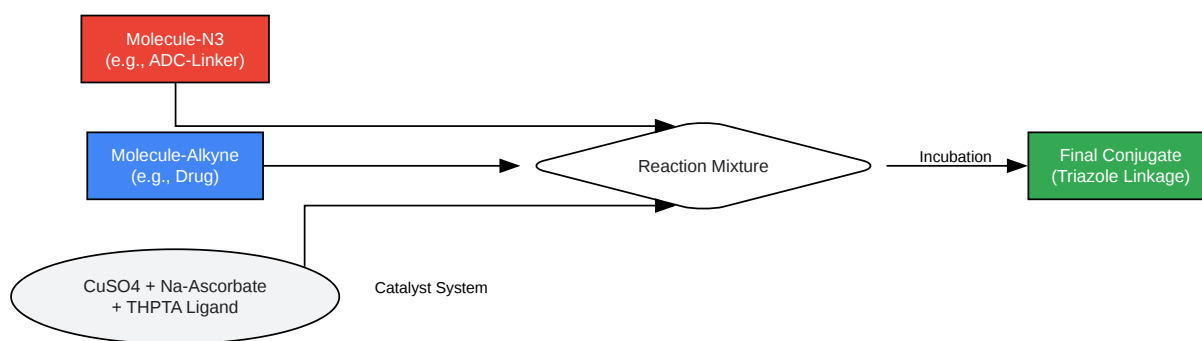 Molecule-N3
(e.g., ADC-Linker)
Molecule-Alkyne
(e.g., Drug)
Reaction Mixture
Incubation
Final Conjugate
(Triazole Linkage)
CuSO4 + Na-Ascorbate
+ THPTA Ligand
Catalyst System